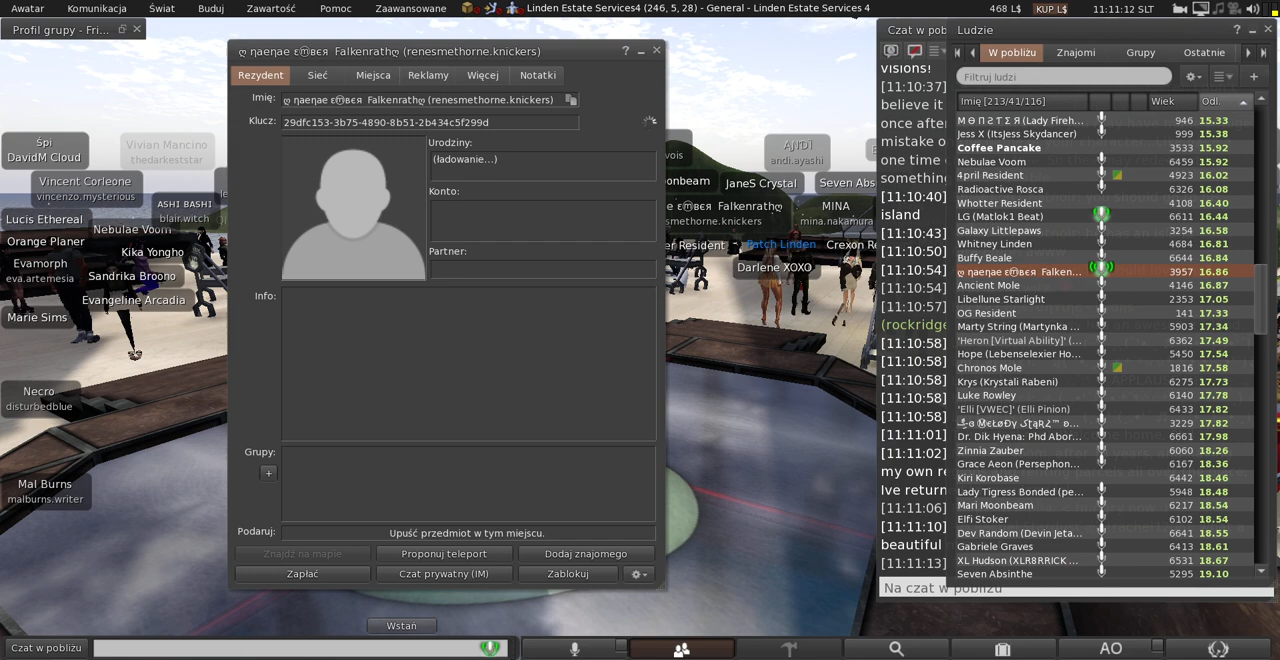 Awatar Komunikacja Świat Buduj Zawartość Pomoc Zaawansowane Linden Estate Services4 (246, 5, 28) - General - Linden Estate Services 4 468 L$ KUP L$ 11:11:12 SLT
Profil grupy - Fri...
Śpi
DavidM Cloud
Vivian Mancino
thedarkeststar
Vincent Corleone
vincenzo.mysterious
ASHI BASHI
blair.witch
Lucis Ethereal
Nebulae Voom
Orange Planer
Kika Yongho
Evamorph
eva.artemesia
Sandrika Broono
Evangeline Arcadia
Marie Sims
Necro
disturbedblue
Mal Burns
malburns.writer
ღ ηaeηae εⓜвεя Falkenrathღ (renesmethorne.knickers)
Rezydent Sieć Miejsca Reklamy Więcej Notatki
Imię: ღ ηaeηae εⓜвεя Falkenrathღ (renesmethorne.knickers)
Klucz: 29dfc153-3b75-4890-8b51-2b434c5f299d
Urodziny:
(ładowanie...)
Konto:
Partner:
Info:
Grupy:
+
Podaruj: Upuść przedmiot w tym miejscu.
Znajdź na mapie Proponuj teleport Dodaj znajomego
Zapłać Czat prywatny (IM) Zablokuj
Wstań
andi.ayashi
JaneS Crystal
Seven Abs
MINA
mina.nakamura
smethorne.knickers
Patch Linden
Crexon Re
Darlene XOXO
Czat w pob
visions!
[11:10:37]
believe it
once after
mistake o
one time
something
[11:10:40]
island
[11:10:43]
[11:10:50]
[11:10:54]
[11:10:54]
[11:10:57]
(rockridge
[11:10:58]
[11:10:58]
[11:10:58]
[11:10:58]
[11:10:58]
[11:11:01]
[11:11:02]
my own re
Ive return
[11:11:06]
[11:11:10]
beautiful
[11:11:13]
Na czat w pobliżu
Ludzie
W pobliżu Znajomi Grupy Ostatnie
Filtruj ludzi
Imię [213/41/116] Wiek Odl.
M Ѳ Π Ƨ Ƭ Σ Я (Lady Fireh... 946 15.33
Jess X (ItsJess Skydancer) 999 15.38
Coffee Pancake 3533 15.92
Nebulae Voom 6459 15.92
4pril Resident 4923 16.02
Radioactive Rosca 6326 16.08
Whotter Resident 4108 16.40
LG (Matlok1 Beat) 6611 16.44
Galaxy Littlepaws 3254 16.58
Whitney Linden 4684 16.81
Buffy Beale 6644 16.84
ღ ηaeηae εⓜвεя Falken... 3957 16.86
Ancient Mole 4146 16.87
Libellune Starlight 2353 17.05
OG Resident 141 17.33
Marty String (Martynka ... 5903 17.34
'Heron [Virtual Ability]' (... 6362 17.49
Hope (Lebenselexier Ho... 5450 17.54
Chronos Mole 1816 17.58
Krys (Krystali Rabeni) 6275 17.73
Luke Rowley 6140 17.78
'Elli [VWEC]' (Elli Pinion) 6433 17.82
3229 17.82
Dr. Dik Hyena: Phd Abor... 6661 17.98
Zinnia Zauber 6060 18.26
Grace Aeon (Persephon... 6167 18.36
Kiri Korobase 6442 18.46
Lady Tigress Bonded (pe... 5948 18.48
Mari Moonbeam 6217 18.54
Elfi Stoker 6102 18.54
Dev Random (Devin Jeta... 6641 18.55
Gabriele Graves 6413 18.61
XL Hudson (XLR8RRICK ... 6531 18.67
Seven Absinthe 5295 19.10
Czat w pobliżu
AO